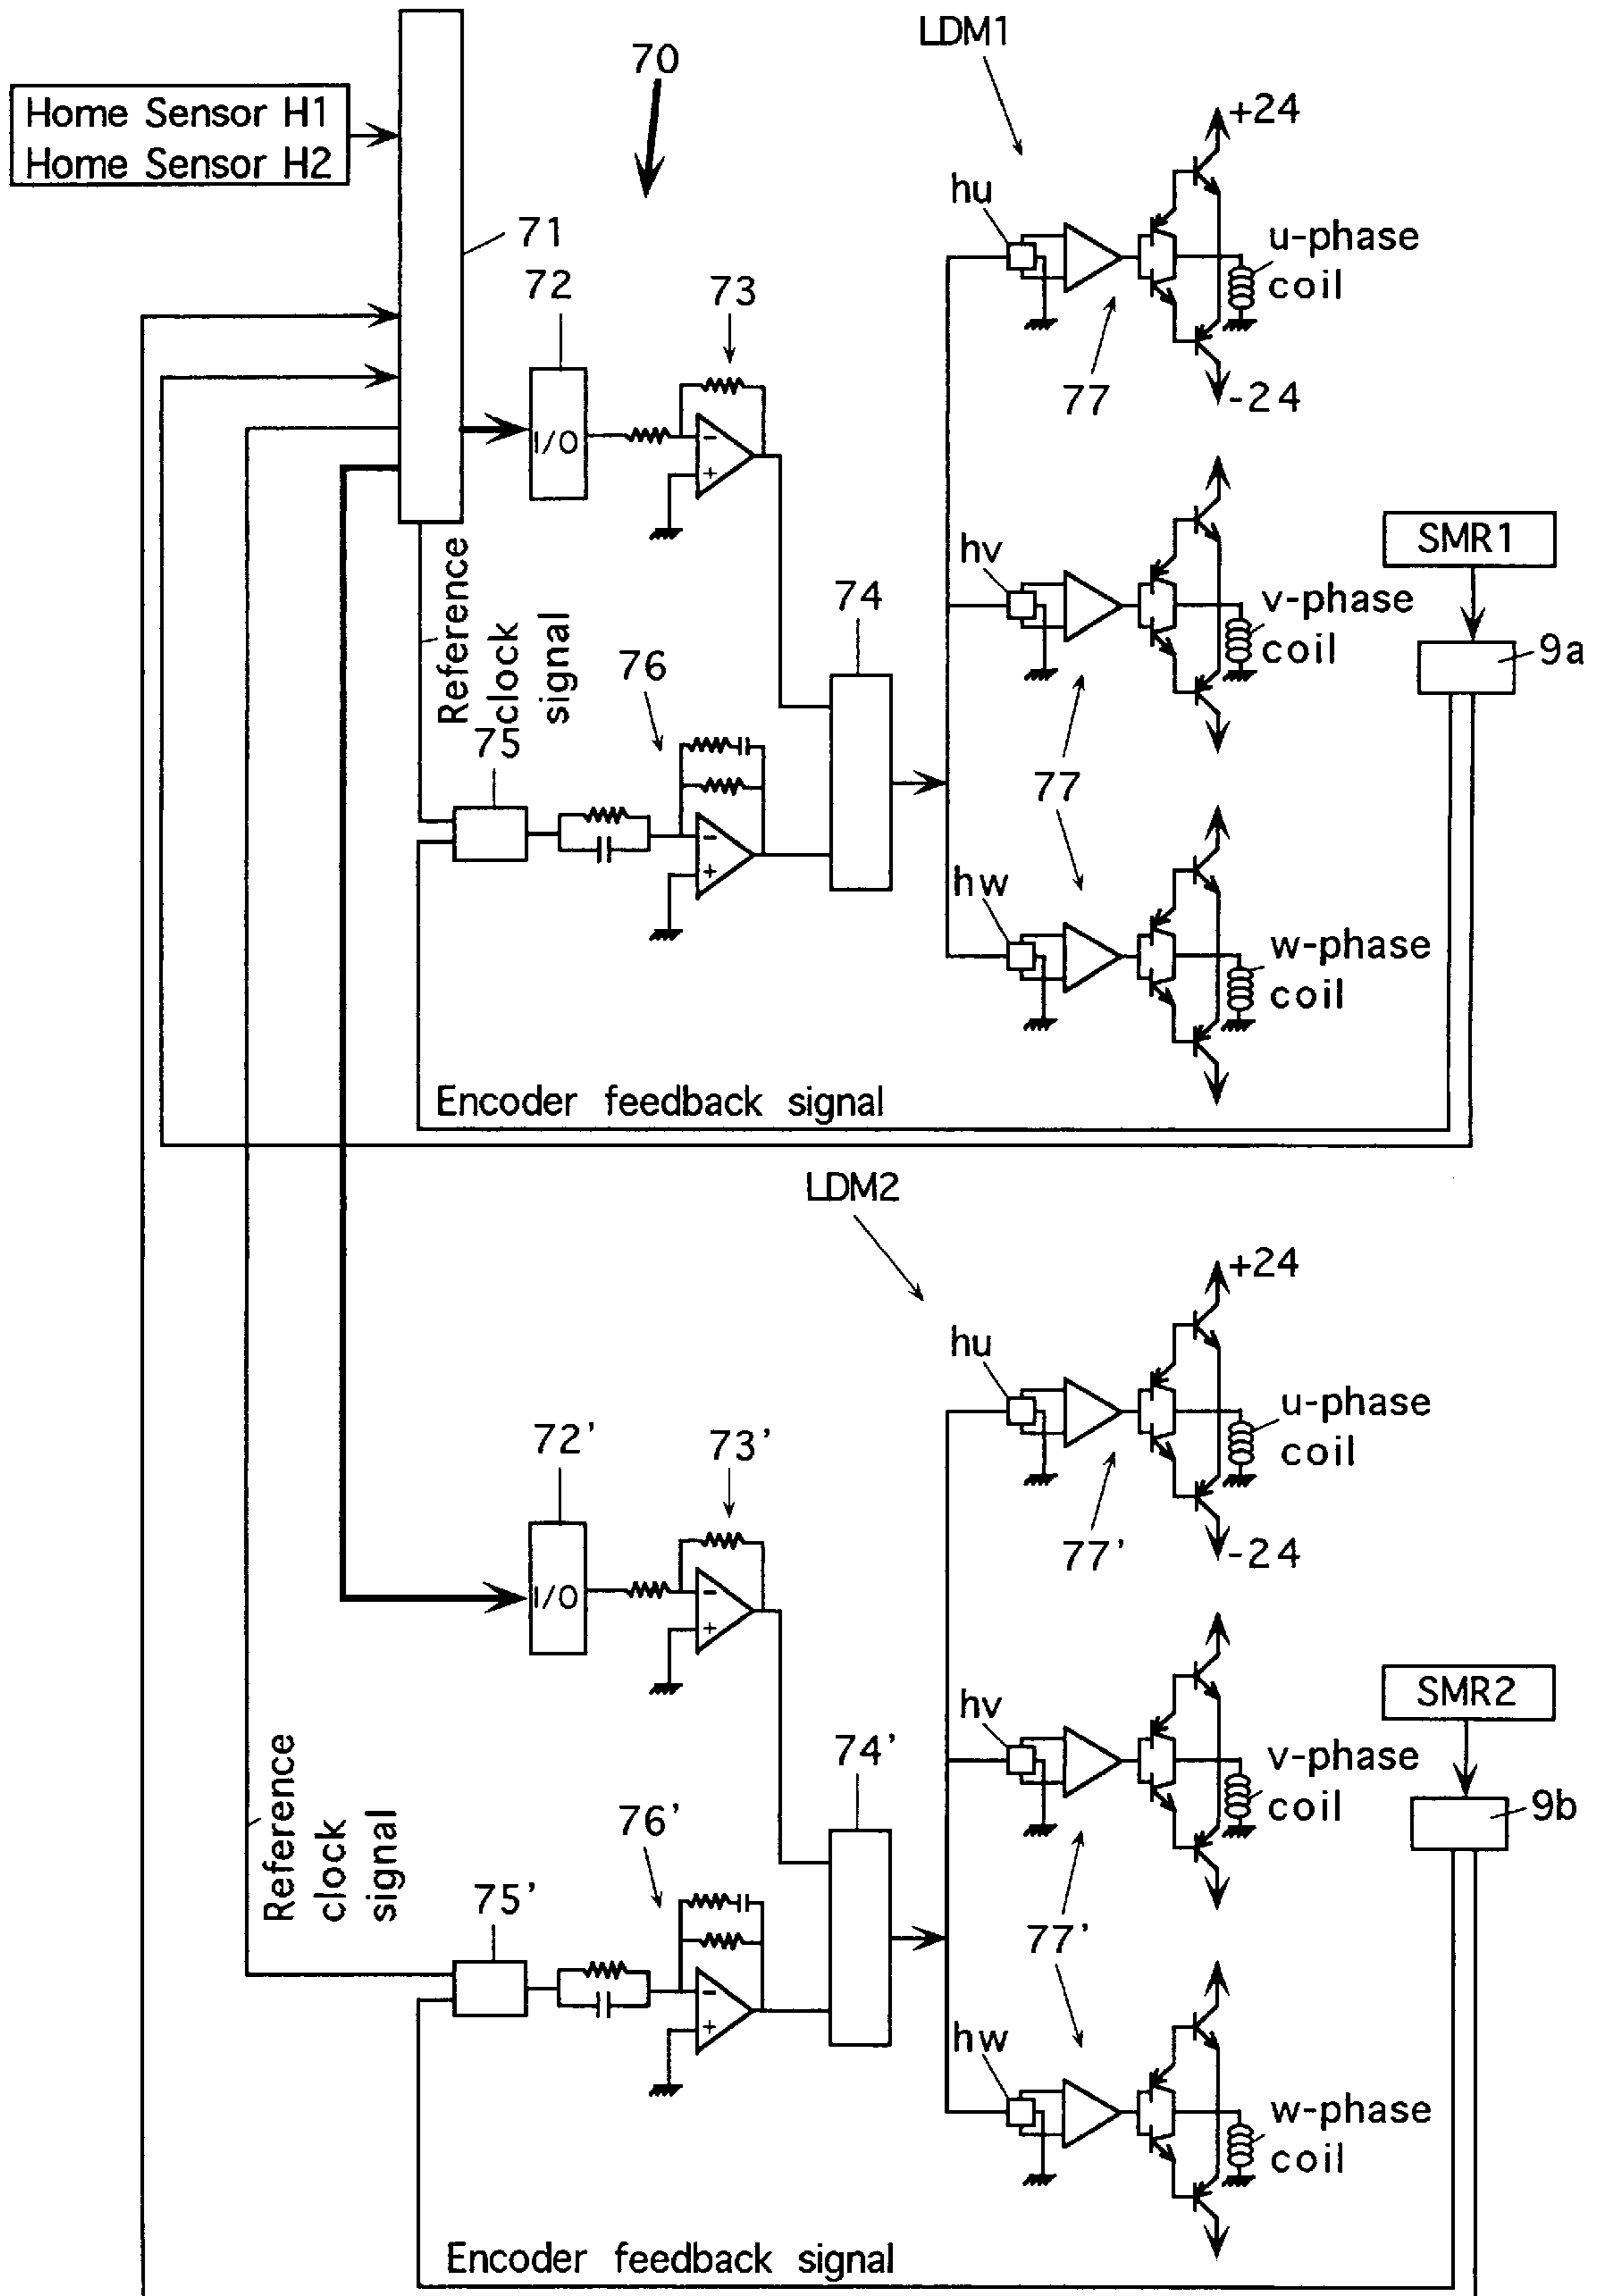 LDM1
70
+24
Home Sensor H1
Home Sensor H2
hu
71
u-phase
coil
72
73
77
-24
I/O
-
+
hv
SMR1
Reference
clock
signal
74
v-phase
coil
9a
76
75
77
-
+
hw
w-phase
coil
Encoder feedback signal
LDM2
+24
hu
u-phase
coil
72'
73'
77'
-24
I/O
-
+
hv
SMR2
Reference
clock
signal
74'
v-phase
coil
9b
76'
75'
77'
-
+
hw
w-phase
coil
Encoder feedback signal